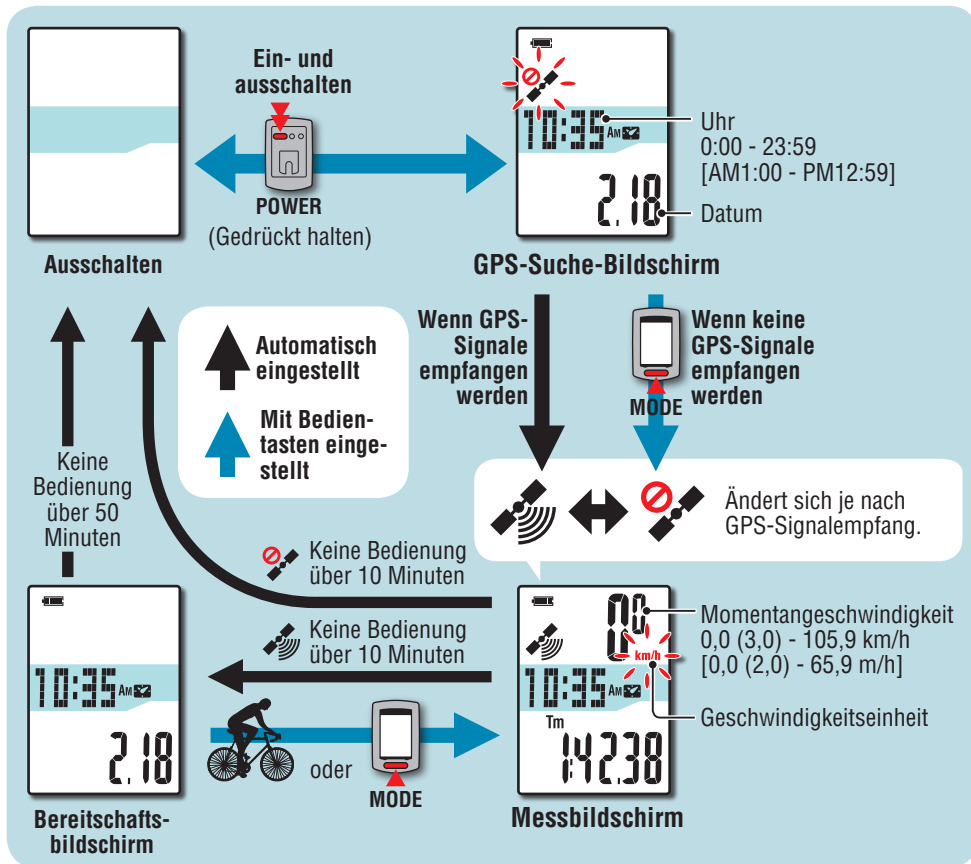 Ein- und
ausschalten
POWER
(Gedrückt halten)
Ausschalten
10:35 AM
2.18
Uhr
0:00 - 23:59
[AM1:00 - PM12:59]
Datum
GPS-Suche-Bildschirm
Automatisch
eingestellt
Mit Bedien-
tasten einge-
stellt
Wenn GPS-
Signale
empfangen
werden
MODE
Wenn keine
GPS-Signale
empfangen
werden
Ändert sich je nach
GPS-Signalempfang.
Keine
Bedienung
über 50
Minuten
Keine Bedienung
über 10 Minuten
Keine Bedienung
über 10 Minuten
10:35 AM
2.18
Bereitschafts-
bildschirm
oder
MODE
00
km/h
10:35 AM
Tm
1:42.38
Momentangeschwindigkeit
0,0 (3,0) - 105,9 km/h
[0,0 (2,0) - 65,9 m/h]
Geschwindigkeitseinheit
Messbildschirm